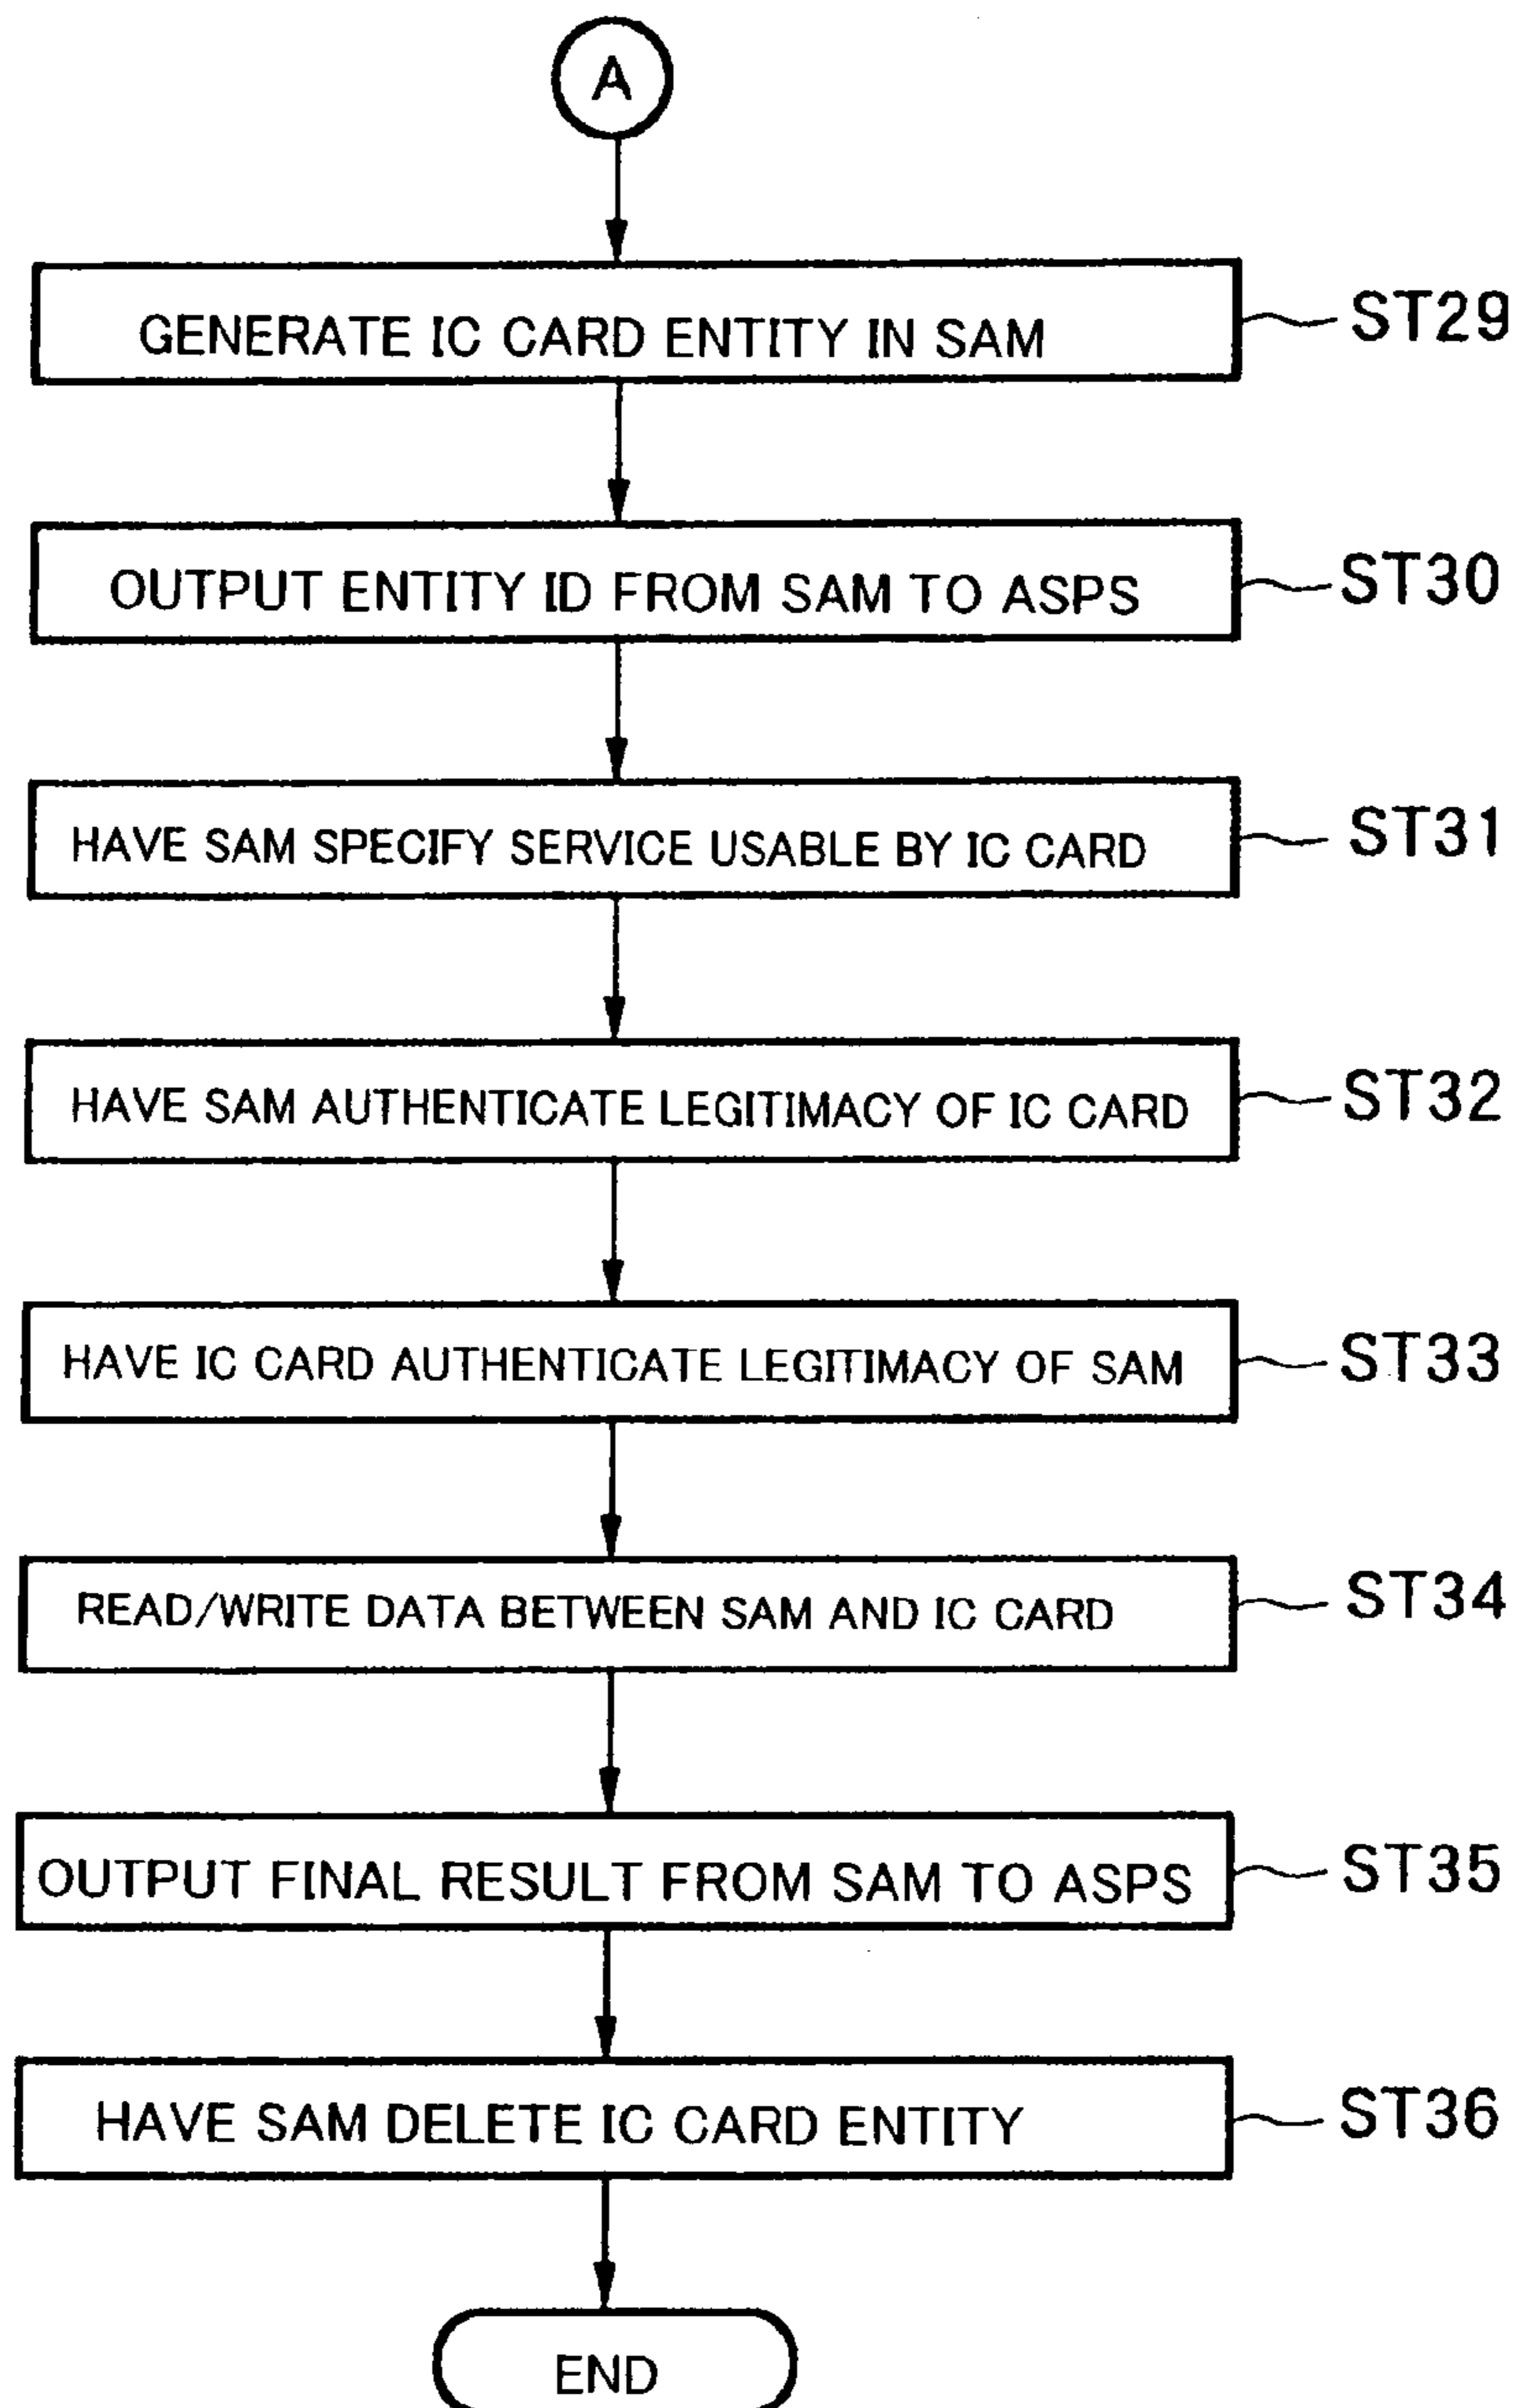 A
GENERATE IC CARD ENTITY IN SAM
ST29
OUTPUT ENTITY ID FROM SAM TO ASPS
ST30
HAVE SAM SPECIFY SERVICE USABLE BY IC CARD
ST31
HAVE SAM AUTHENTICATE LEGITIMACY OF IC CARD
ST32
HAVE IC CARD AUTHENTICATE LEGITIMACY OF SAM
ST33
READ/WRITE DATA BETWEEN SAM AND IC CARD
ST34
OUTPUT FINAL RESULT FROM SAM TO ASPS
ST35
HAVE SAM DELETE IC CARD ENTITY
ST36
END